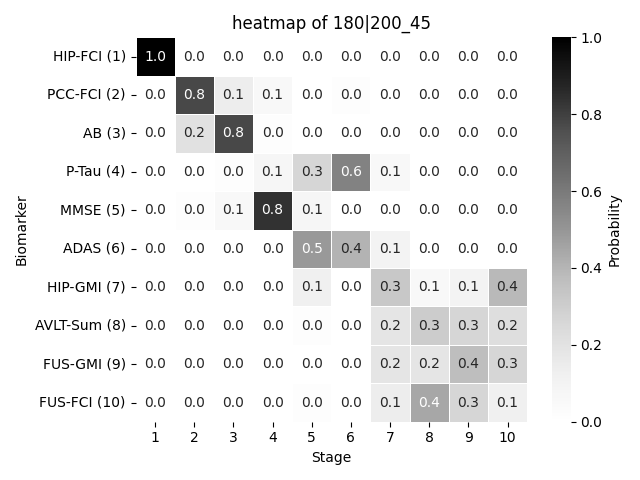 heatmap of 180|200_45
HIP-FCI (1) 1.0 0.0 0.0 0.0 0.0 0.0 0.0 0.0 0.0 0.0
PCC-FCI (2) 0.0 0.8 0.1 0.1 0.0 0.0 0.0 0.0 0.0 0.0
AB (3) 0.0 0.2 0.8 0.0 0.0 0.0 0.0 0.0 0.0 0.0
P-Tau (4) 0.0 0.0 0.0 0.1 0.3 0.6 0.1 0.0 0.0 0.0
MMSE (5) 0.0 0.0 0.1 0.8 0.1 0.0 0.0 0.0 0.0 0.0
ADAS (6) 0.0 0.0 0.0 0.0 0.5 0.4 0.1 0.0 0.0 0.0
HIP-GMI (7) 0.0 0.0 0.0 0.0 0.1 0.0 0.3 0.1 0.1 0.4
AVLT-Sum (8) 0.0 0.0 0.0 0.0 0.0 0.0 0.2 0.3 0.3 0.2
FUS-GMI (9) 0.0 0.0 0.0 0.0 0.0 0.0 0.2 0.2 0.4 0.3
FUS-FCI (10) 0.0 0.0 0.0 0.0 0.0 0.0 0.1 0.4 0.3 0.1
1 2 3 4 5 6 7 8 9 10
Stage
Biomarker
1.0
0.8
0.6
0.4
0.2
0.0
Probability